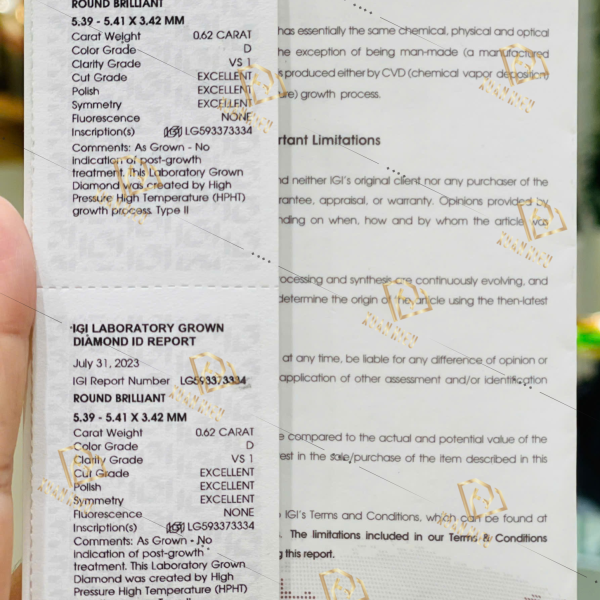 ROUND BRILLIANT
5.39 - 5.41 X 3.42 MM
Carat Weight 0.62 CARAT
Color Grade D
Clarity Grade VS 1
Cut Grade EXCELLENT
Polish EXCELLENT
Symmetry EXCELLENT
Fluorescence NONE
Inscription(s) IGI LG593373334
Comments: As Grown - No
indication of post-growth
treatment. This Laboratory Grown
Diamond was created by High
Pressure High Temperature (HPHT)
growth process. Type II
IGI LABORATORY GROWN
DIAMOND ID REPORT
July 31, 2023
IGI Report Number LG593373334
ROUND BRILLIANT
5.39 - 5.41 X 3.42 MM
Carat Weight 0.62 CARAT
Color Grade D
Clarity Grade VS 1
Cut Grade EXCELLENT
Polish EXCELLENT
Symmetry EXCELLENT
Fluorescence NONE
Inscription(s) IGI LG593373334
Comments: As Grown - No
indication of post-growth
treatment. This Laboratory Grown
Diamond was created by High
Pressure High Temperature (HPHT)
has essentially the same chemical, physical and optical
he exception of being man-made (a manufactured
produced either by CVD (chemical vapor deposition)
re) growth process.
rtant Limitations
nd neither IGI's original client nor any purchaser of the
rantee, appraisal, or warranty. Opinions provided by
nding on when, how and by whom the article was
ocessing and synthesis are continuously evolving, and
determine the origin of the article using the then-latest
at any time, be liable for any difference of opinion or
application of other assessment and/or identification
e compared to the actual and potential value of the
est in the sale/purchase of the item described in this
IGI's Terms and Conditions, which can be found at
. The limitations included in our Terms & Conditions
g this report.